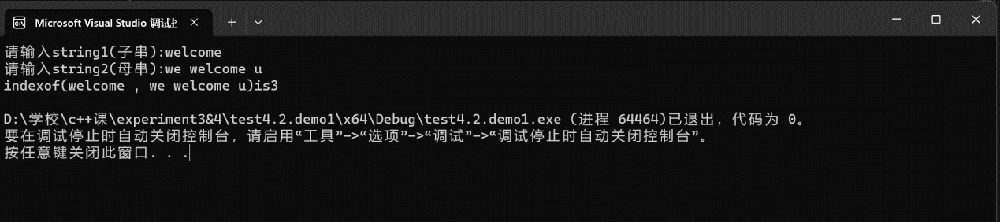 Microsoft Visual Studio 调试
请输入string1(子串):welcome
请输入string2(母串):we welcome u
indexof(welcome , we welcome u)is3
D:\学校\c++课\experiment3&4\test4.2.demo1\x64\Debug\test4.2.demo1.exe (进程 64464)已退出，代码为 0。
要在调试停止时自动关闭控制台，请启用“工具”->“选项”->“调试”->“调试停止时自动关闭控制台”。
按任意键关闭此窗口. . .